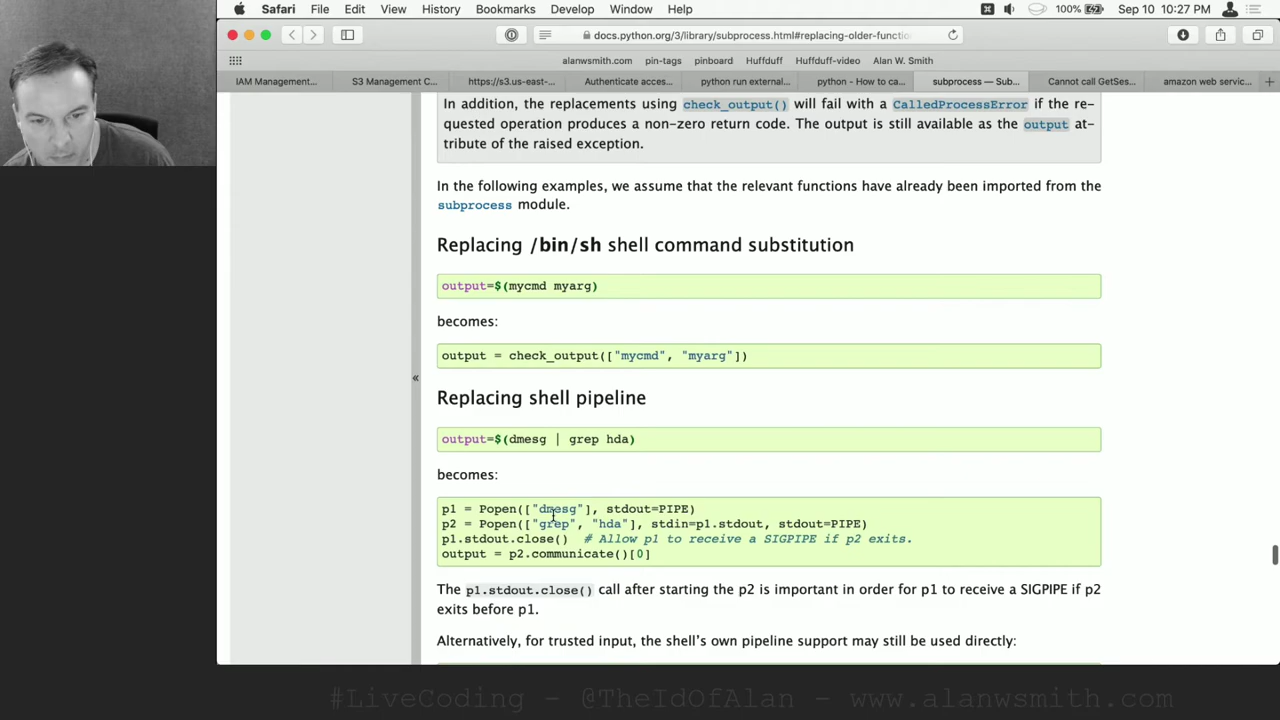 Safari File Edit View History Bookmarks Develop Window Help 100% Sep 10 10:27 PM
docs.python.org/3/library/subprocess.html#replacing-older-functio
alanwsmith.com pin-tags pinboard Huffduff Huffduff-video Alan W. Smith
IAM Management... S3 Management C... https://s3.us-east-... Authenticate acces... python run external... python - How to ca... subprocess — Sub... Cannot call GetSes... amazon web servic...
In addition, the replacements using check_output() will fail with a CalledProcessError if the re-
quested operation produces a non-zero return code. The output is still available as the output at-
tribute of the raised exception.
In the following examples, we assume that the relevant functions have already been imported from the
subprocess module.
Replacing /bin/sh shell command substitution
output=$(mycmd myarg)
becomes:
output = check_output(["mycmd", "myarg"])
Replacing shell pipeline
output=$(dmesg | grep hda)
becomes:
p1 = Popen(["dmesg"], stdout=PIPE)
p2 = Popen(["grep", "hda"], stdin=p1.stdout, stdout=PIPE)
p1.stdout.close() # Allow p1 to receive a SIGPIPE if p2 exits.
output = p2.communicate()[0]
The p1.stdout.close() call after starting the p2 is important in order for p1 to receive a SIGPIPE if p2
exits before p1.
Alternatively, for trusted input, the shell's own pipeline support may still be used directly:
#LiveCoding - @TheIdOfAlan - www.alanwsmith.com